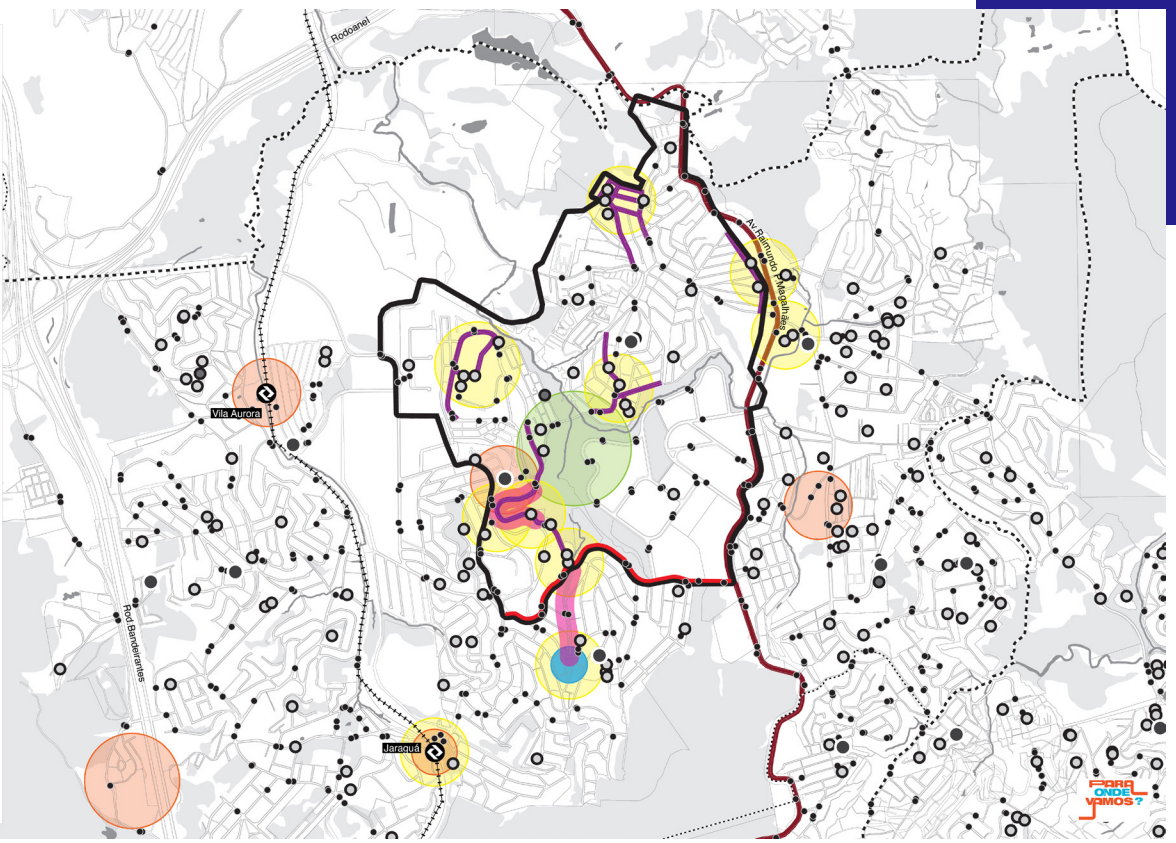 Rodoanel
Av. Raimundo P.Magalhães
Vila Aurora
Rod.Bandeirantes
Jaraguá
PARA
ONDE
VAMOS?